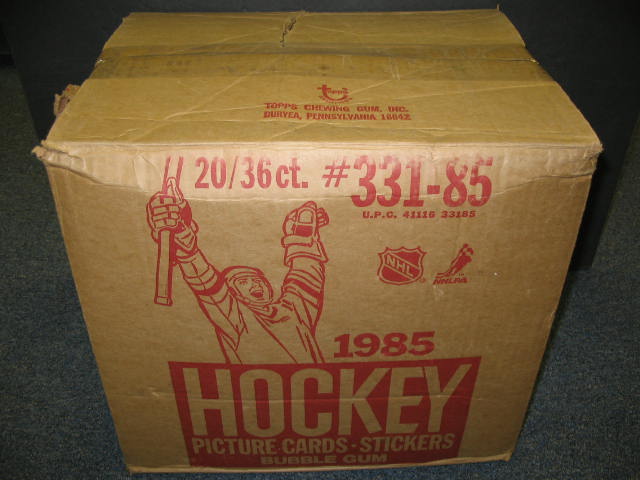 topps
TOPPS CHEWING GUM, INC.
DURYEA, PENNSYLVANIA 18642
20/36 ct. #331-85
U.P.C. 41116 33185
NHL
NHLPA
1985
HOCKEY
PICTURE CARDS · STICKERS
BUBBLE GUM